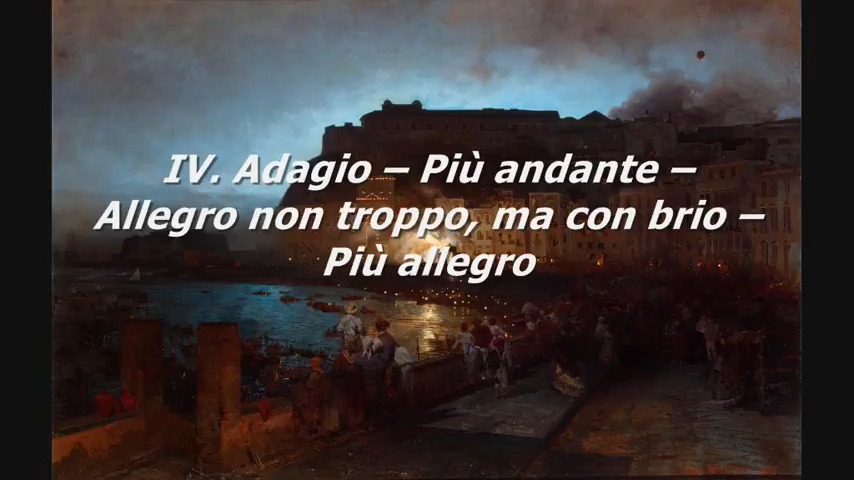 IV. Adagio – Più andante –
Allegro non troppo, ma con brio –
Più allegro